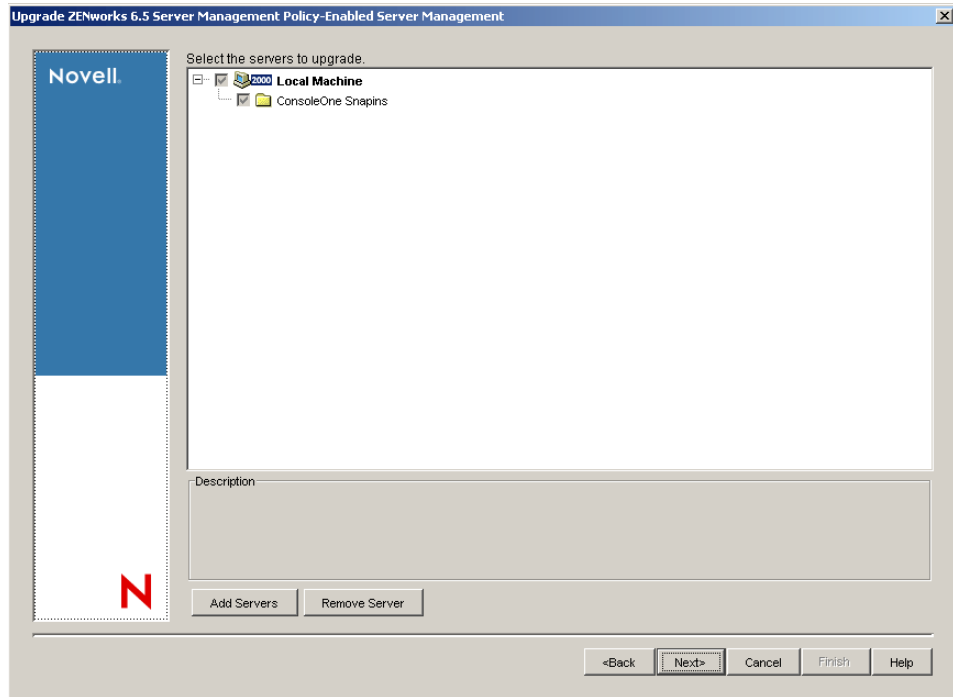 Upgrade ZENworks 6.5 Server Management Policy-Enabled Server Management
Novell.
Select the servers to upgrade.
2000 Local Machine
ConsoleOne Snapins
Description
N
Add Servers
Remove Server
«Back
Next»
Cancel
Finish
Help